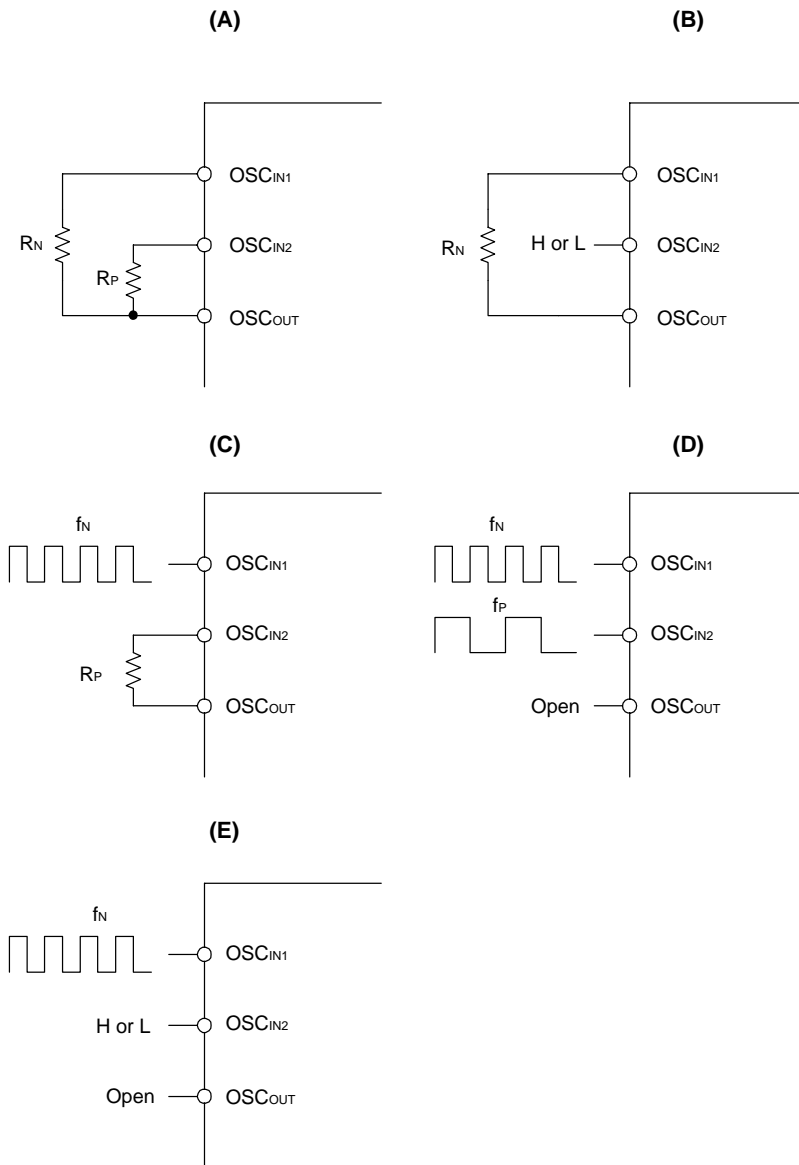 (A)
(B)
OSCIN1
OSCIN1
RN
OSCIN2
RN
H or L
OSCIN2
RP
OSCOUT
OSCOUT
(C)
(D)
fN
fN
OSCIN1
OSCIN1
fP
OSCIN2
OSCIN2
RP
OSCOUT
Open
OSCOUT
(E)
fN
OSCIN1
H or L
OSCIN2
Open
OSCOUT